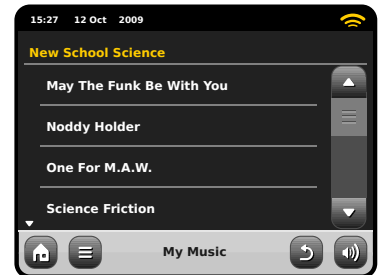 15:27 12 Oct 2009
New School Science
May The Funk Be With You
Noddy Holder
One For M.A.W.
Science Friction
My Music